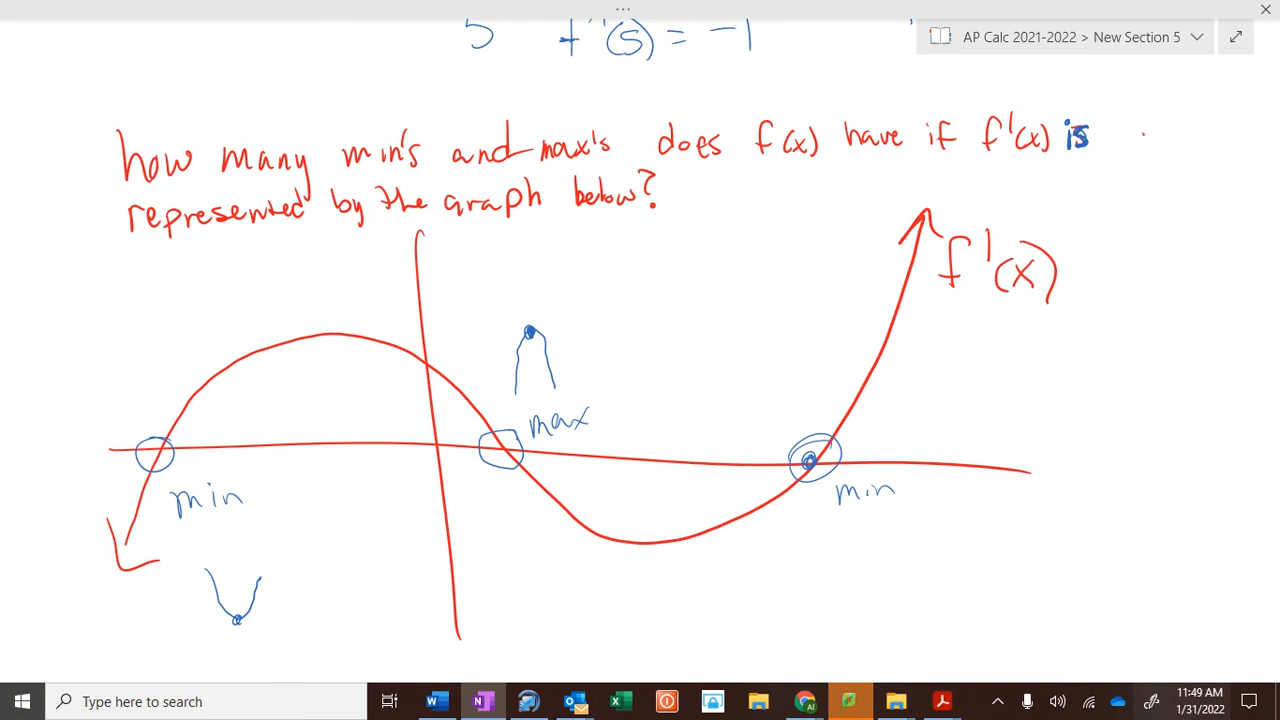 5 f'(5) = -1
AP Calc 2021-2022 > New Section 5
how many min's and max's does f(x) have if f'(x) is
represented by the graph below?
f'(x)
max
min
min
Type here to search
11:49 AM
1/31/2022